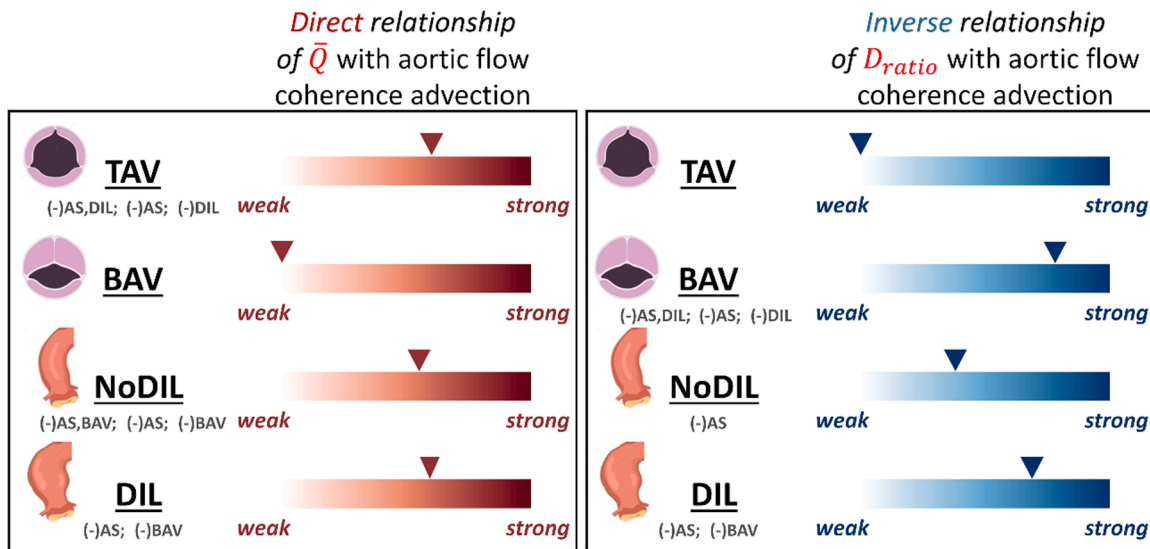 Direct relationship
of Q̄ with aortic flow
coherence advection
TAV
(-)AS,DIL; (-)AS; (-)DIL
weak strong
BAV
weak strong
NoDIL
(-)AS,BAV; (-)AS; (-)BAV
weak strong
DIL
(-)AS; (-)BAV
weak strong
Inverse relationship
of D_ratio with aortic flow
coherence advection
TAV
weak strong
BAV
(-)AS,DIL; (-)AS; (-)DIL
weak strong
NoDIL
(-)AS
weak strong
DIL
(-)AS; (-)BAV
weak strong